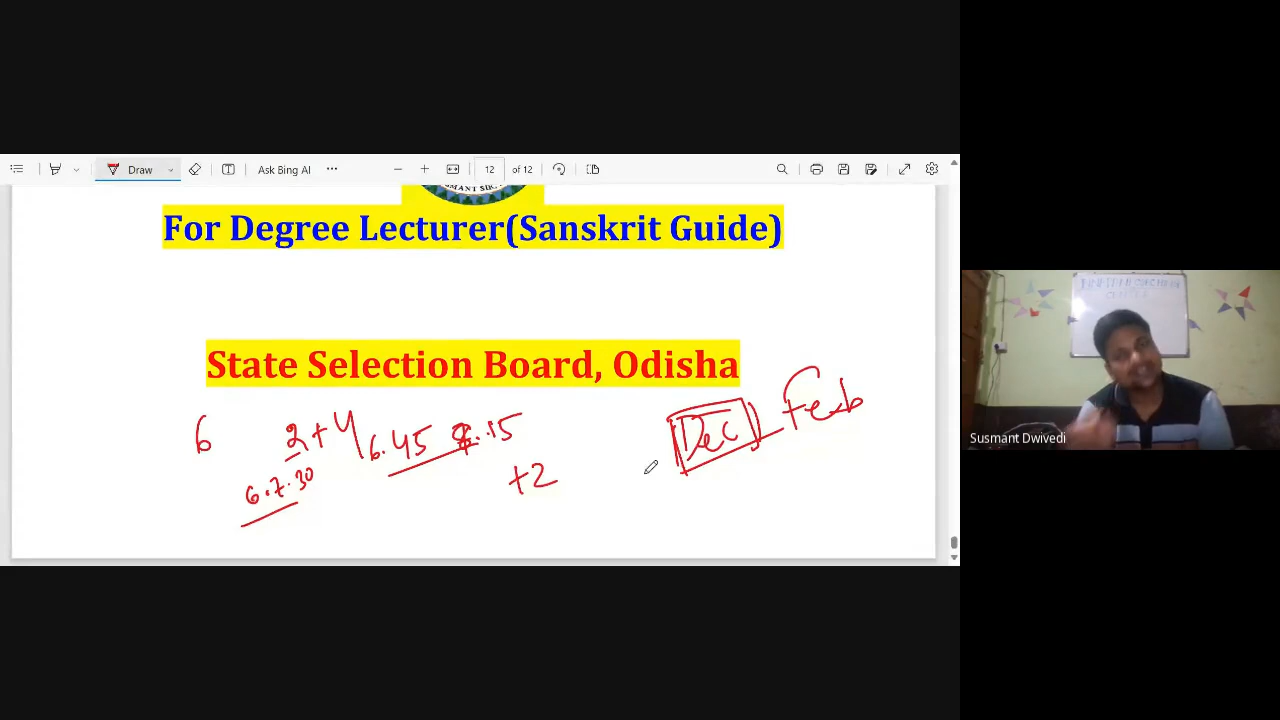 Draw
Ask Bing AI
12 of 12
For Degree Lecturer(Sanskrit Guide)
State Selection Board, Odisha
6 2+4 6.45 .15
Dec Feb
6.7.30
+2
Susmant Dwivedi